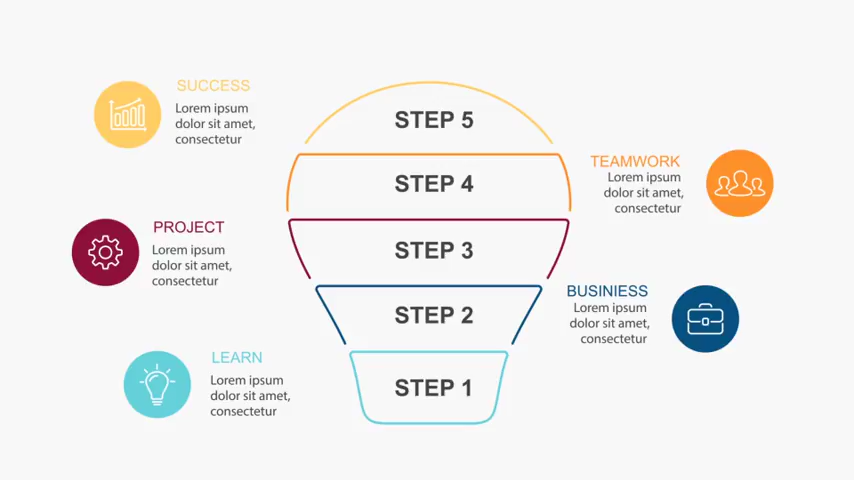 SUCCESS
Lorem ipsum
dolor sit amet,
consectetur
STEP 5
STEP 4
TEAMWORK
Lorem ipsum
dolor sit amet,
consectetur
PROJECT
Lorem ipsum
dolor sit amet,
consectetur
STEP 3
STEP 2
BUSINIESS
Lorem ipsum
dolor sit amet,
consectetur
LEARN
Lorem ipsum
dolor sit amet,
consectetur
STEP 1